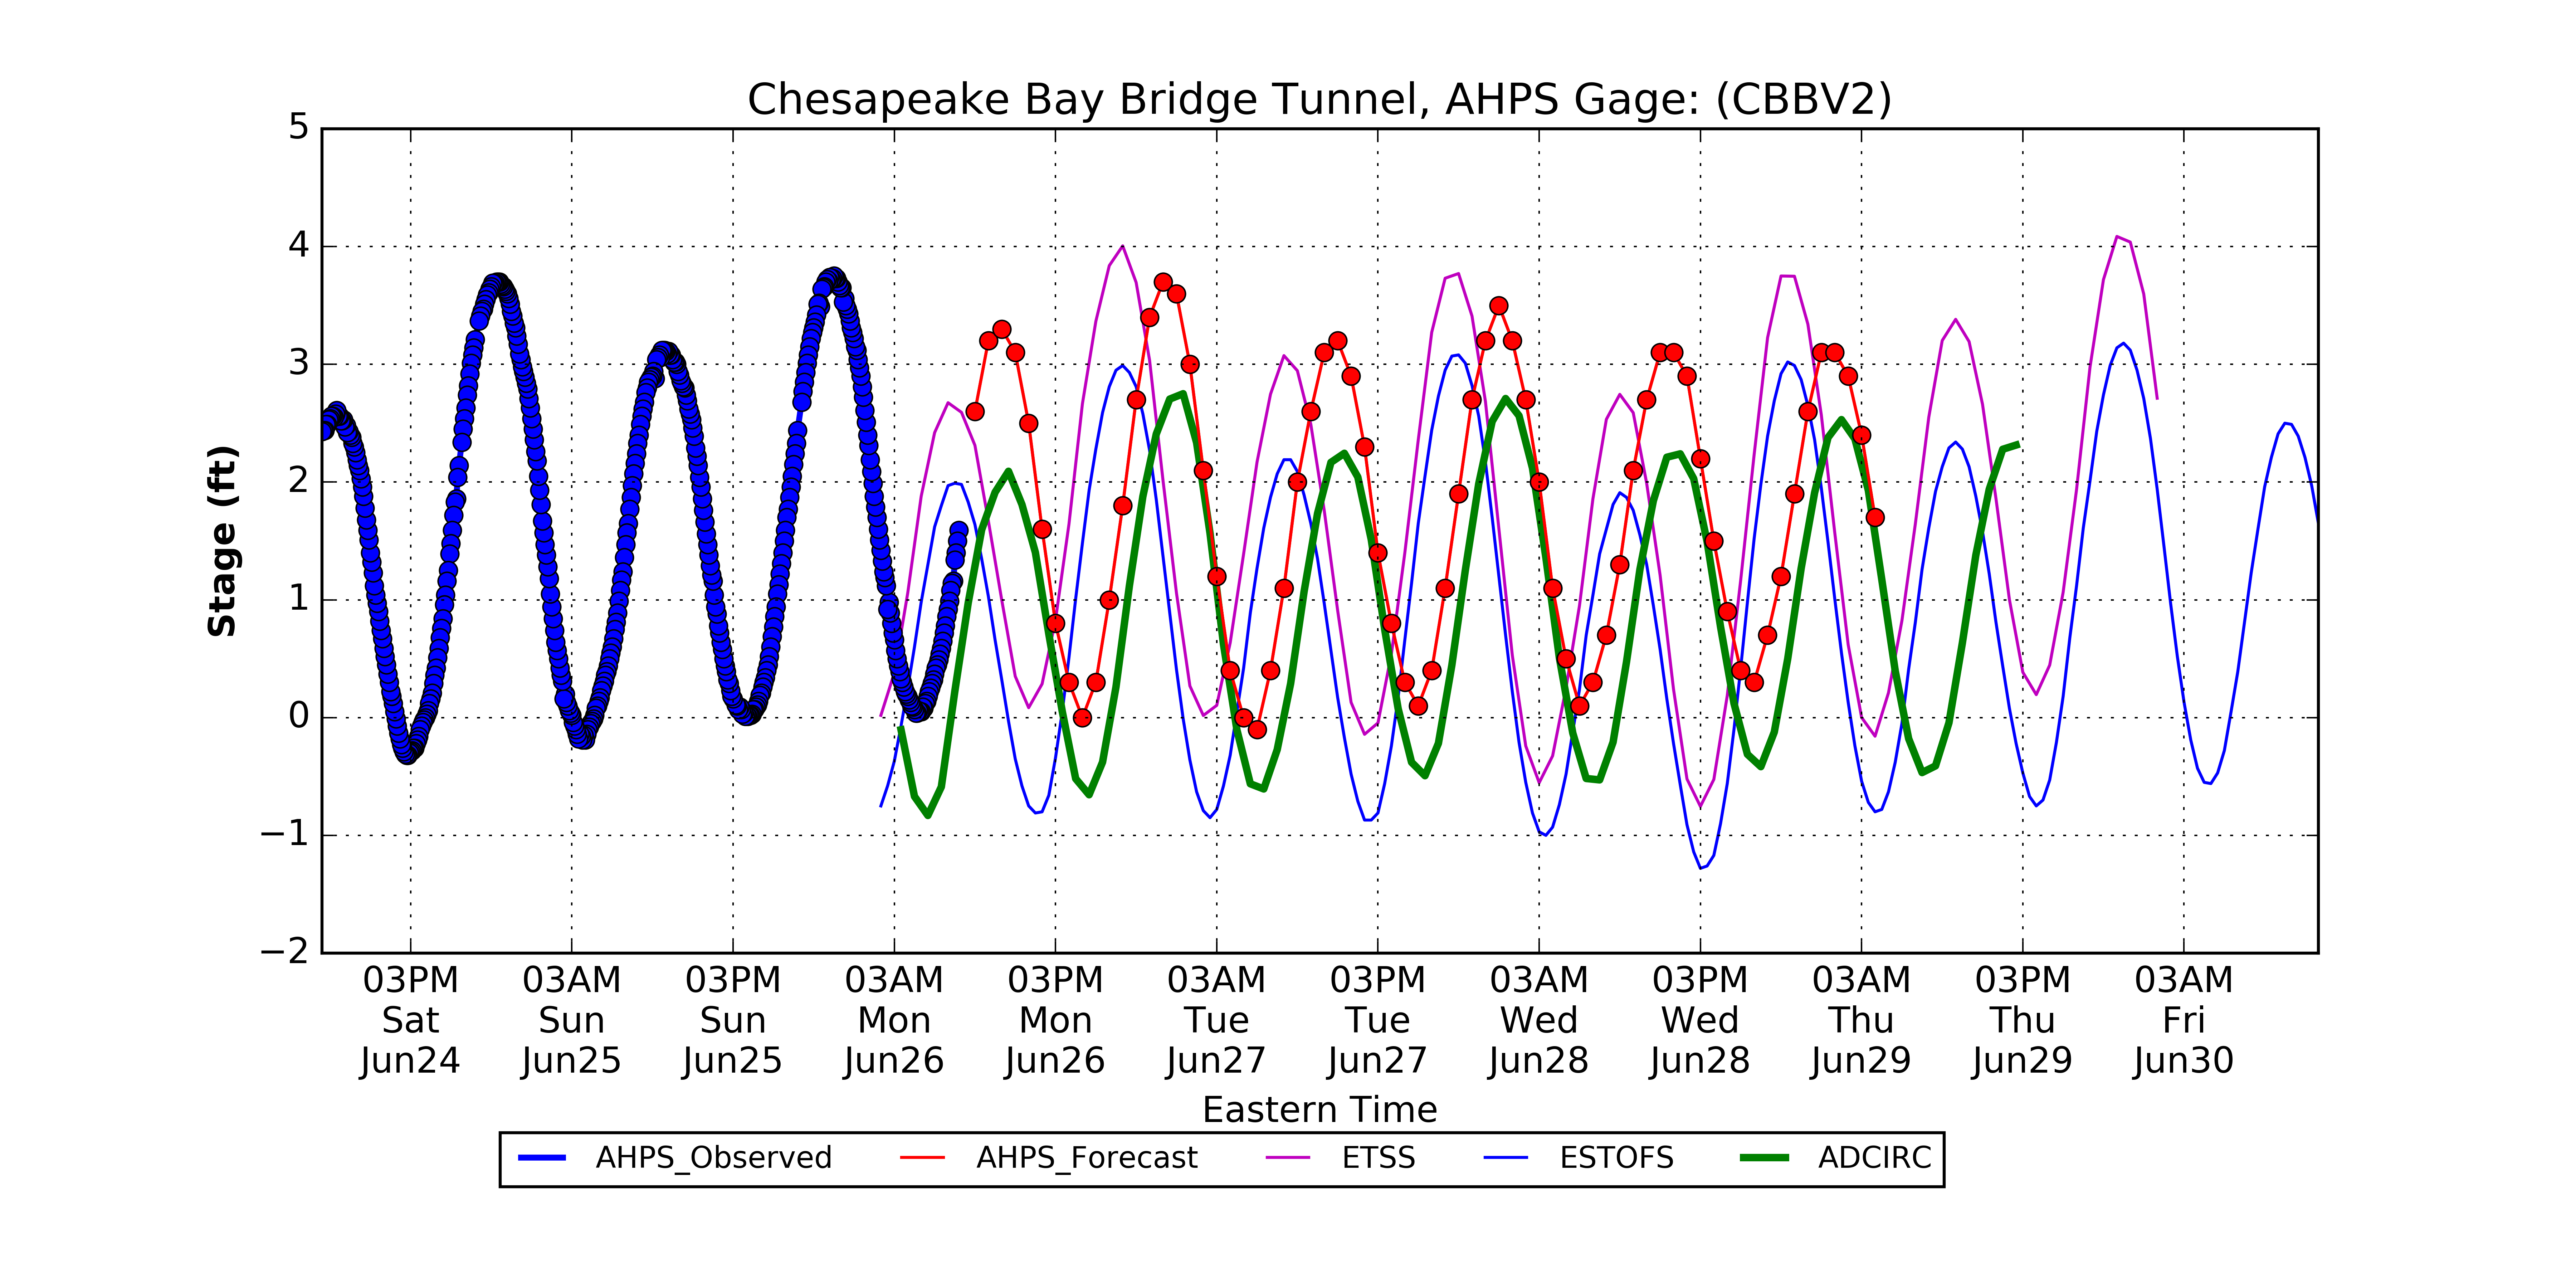 Chesapeake Bay Bridge Tunnel, AHPS Gage: (CBBV2)
5
4
3
2
1
0
−1
−2
Stage (ft)
03PM 03AM 03PM 03AM 03PM 03AM 03PM 03AM 03PM 03AM 03PM 03AM
Sat Sun Sun Mon Mon Tue Tue Wed Wed Thu Thu Fri
Jun24 Jun25 Jun25 Jun26 Jun26 Jun27 Jun27 Jun28 Jun28 Jun29 Jun29 Jun30
Eastern Time
AHPS_Observed AHPS_Forecast ETSS ESTOFS ADCIRC